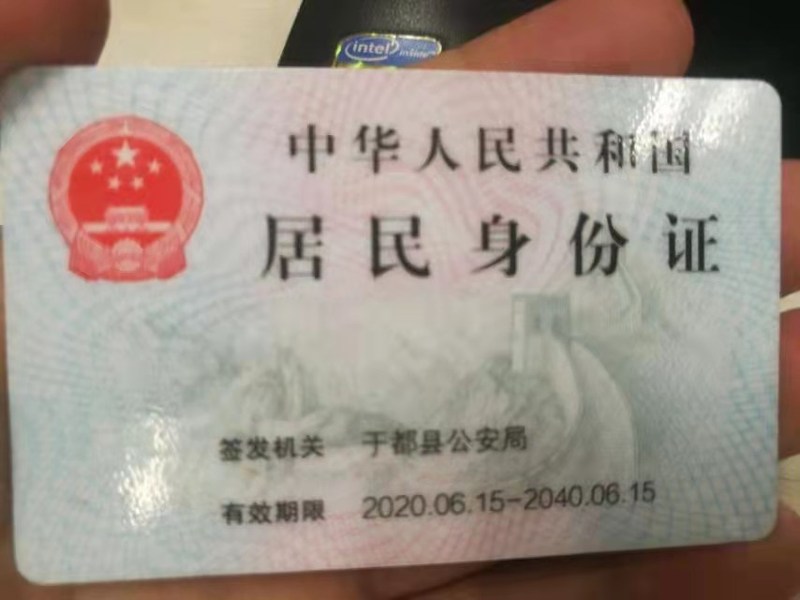 intel inside
中华人民共和国
居民身份证
签发机关 于都县公安局
有效期限 2020.06.15-2040.06.15